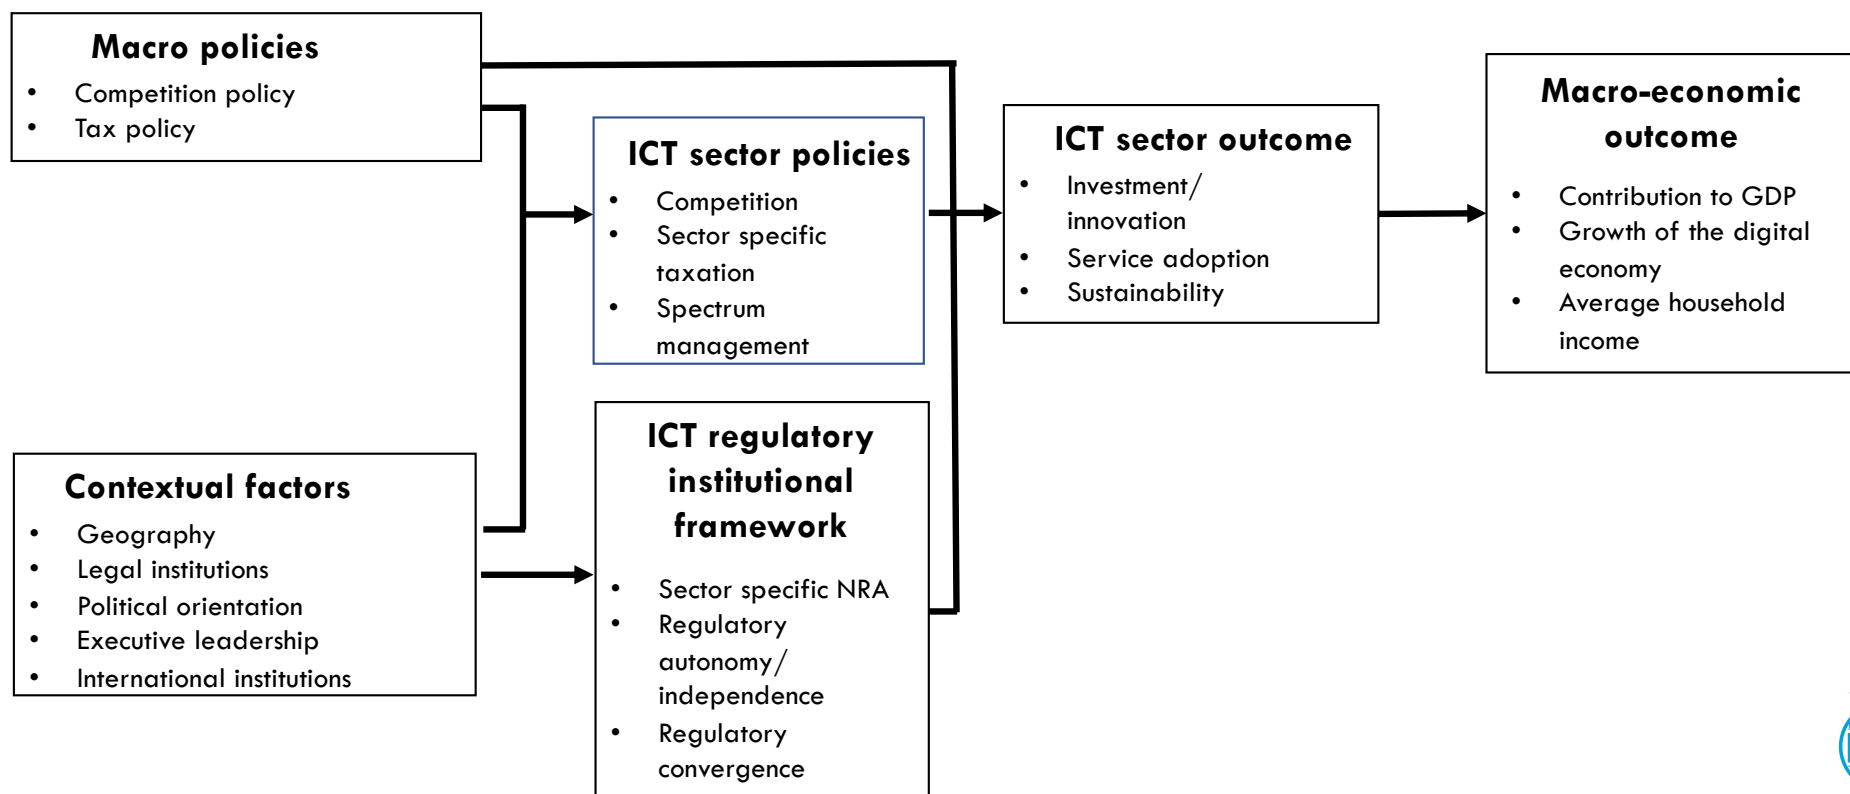 Macro policies
• Competition policy
• Tax policy
ICT sector policies
• Competition
• Sector specific
taxation
• Spectrum
management
ICT sector outcome
• Investment/
innovation
• Service adoption
• Sustainability
Macro-economic
outcome
• Contribution to GDP
• Growth of the digital
economy
• Average household
income
Contextual factors
• Geography
• Legal institutions
• Political orientation
• Executive leadership
• International institutions
ICT regulatory
institutional
framework
• Sector specific NRA
• Regulatory
autonomy/
independence
• Regulatory
convergence